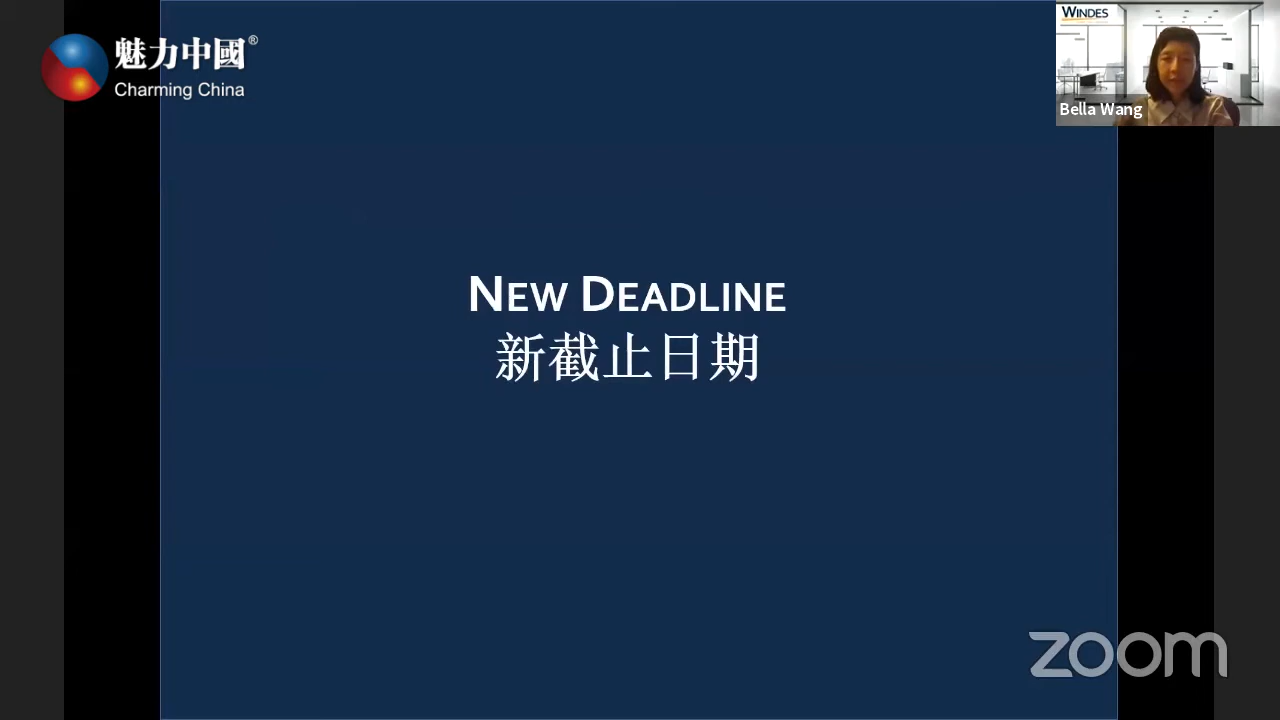 魅力中國®
Charming China
WINDES
Bella Wang
NEW DEADLINE
新截止日期
zoom